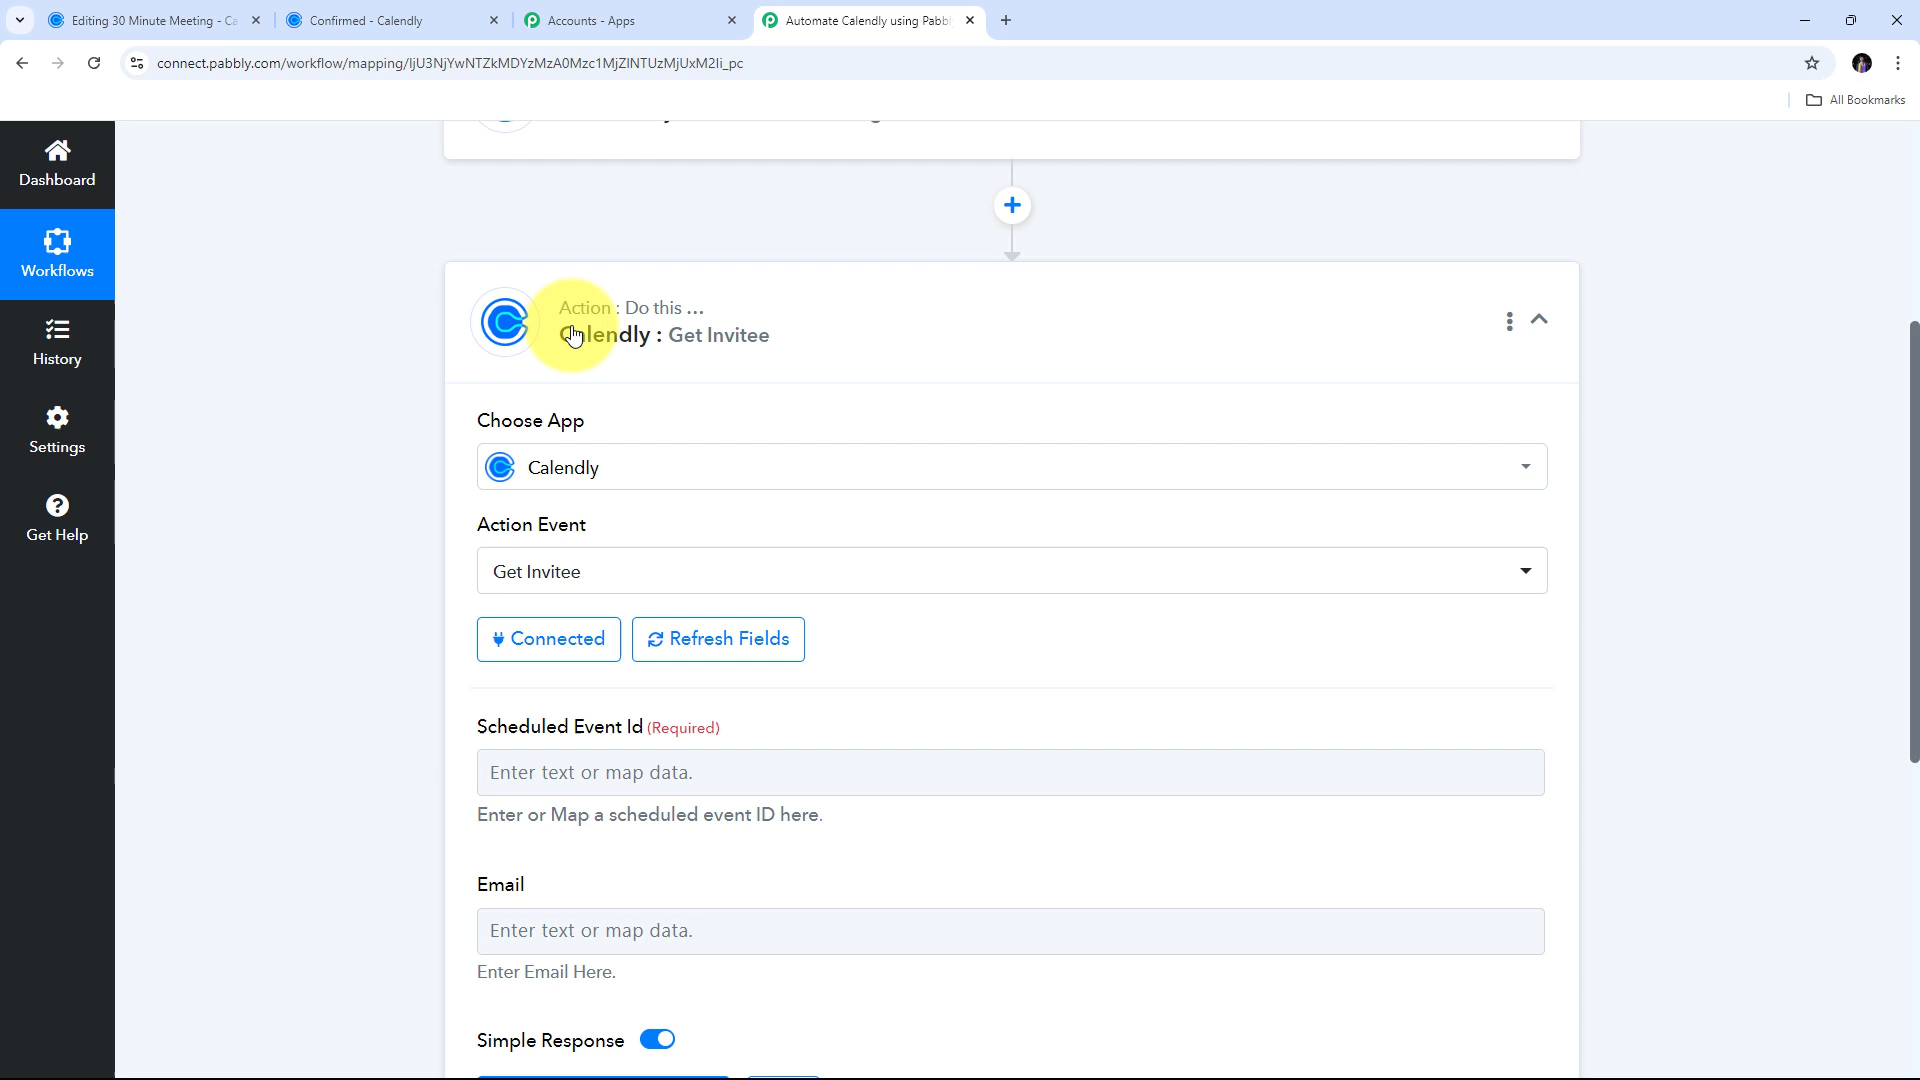 Editing 30 Minute Meeting - Ca
Confirmed - Calendly
Accounts - Apps
Automate Calendly using Pabbl
connect.pabbly.com/workflow/mapping/IjU3NjYwNTZkMDYzMzA0Mzc1MjZlNTUzMjUxM2Ii_pc
All Bookmarks
Dashboard
Workflows
History
Settings
Get Help
Action : Do this ...
Calendly : Get Invitee
Choose App
Calendly
Action Event
Get Invitee
Connected
Refresh Fields
Scheduled Event Id (Required)
Enter text or map data.
Enter or Map a scheduled event ID here.
Email
Enter text or map data.
Enter Email Here.
Simple Response